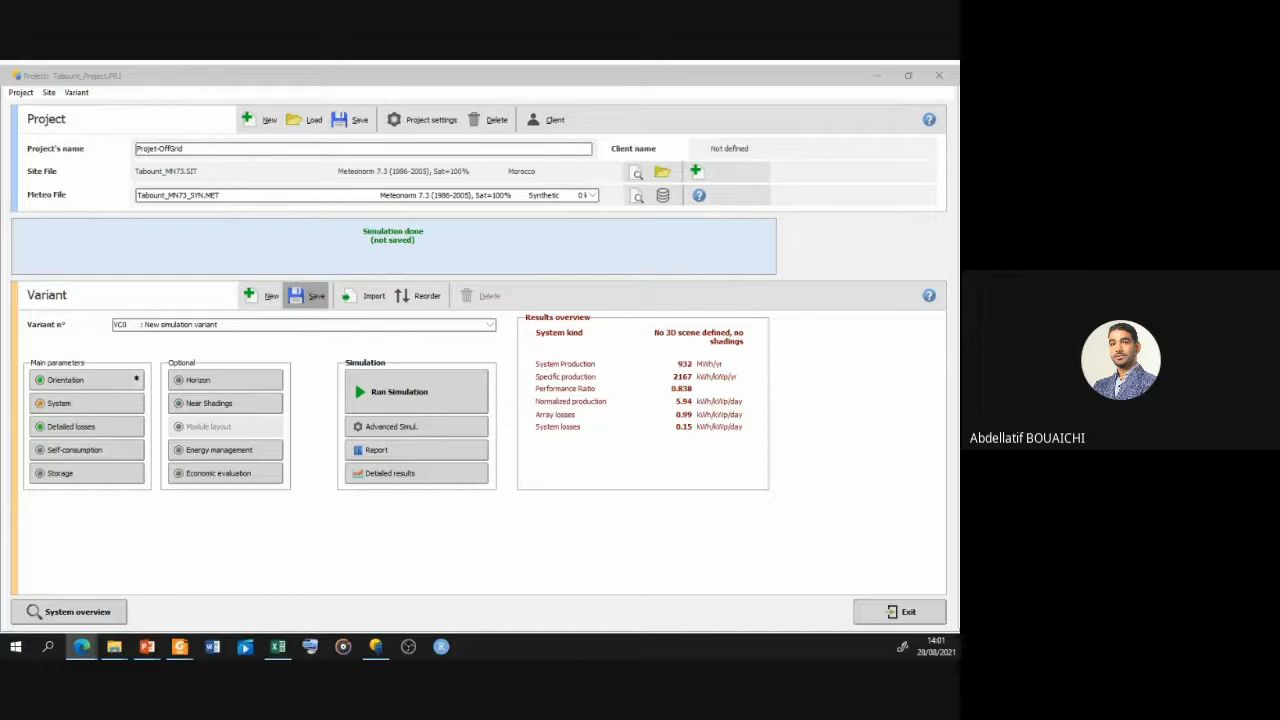 Project: Tabount_Project.PRJ
Project Site Variant
Project New Load Save Project settings Delete Client
Project's name Projet-OffGrid Client name Not defined
Site File Tabount_MN73.SIT Meteonorm 7.3 (1986-2005), Sat=100% Morocco
Meteo File Tabount_MN73_SYN.MET Meteonorm 7.3 (1986-2005), Sat=100% Synthetic 0 k
Simulation done
(not saved)
Variant New Save Import Reorder Delete
Variant n° VC0 : New simulation variant
Main parameters
Orientation *
System
Detailed losses
Self-consumption
Storage
Optional
Horizon
Near Shadings
Module layout
Energy management
Economic evaluation
Simulation
Run Simulation
Advanced Simul.
Report
Detailed results
Results overview
System kind No 3D scene defined, no
shadings
System Production 932 MWh/yr
Specific production 2167 kWh/kWp/yr
Performance Ratio 0.838
Normalized production 5.94 kWh/kWp/day
Array losses 0.99 kWh/kWp/day
System losses 0.15 kWh/kWp/day
System overview Exit
14:01
28/08/2021
Abdellatif BOUAICHI